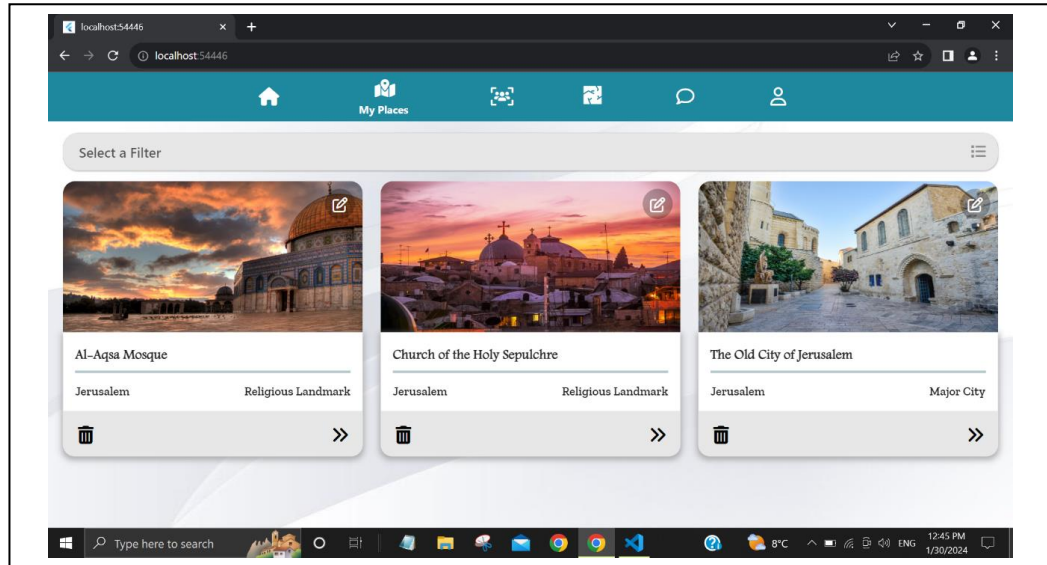 localhost:54446
localhost:54446
My Places
Select a Filter
Al-Aqsa Mosque
Jerusalem Religious Landmark
Church of the Holy Sepulchre
Jerusalem Religious Landmark
The Old City of Jerusalem
Jerusalem Major City
Type here to search
8°C
ENG
12:45 PM
1/30/2024